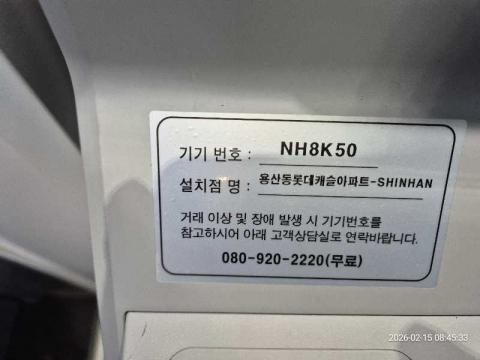 기기 번호 : NH8K50
설치점 명 : 용산동롯대캐슬아파트-SHINHAN
거래 이상 및 장애 발생 시 기기번호를
참고하시어 아래 고객상담실로 연락바랍니다.
080-920-2220(무료)
2026-02-15 08:45:33